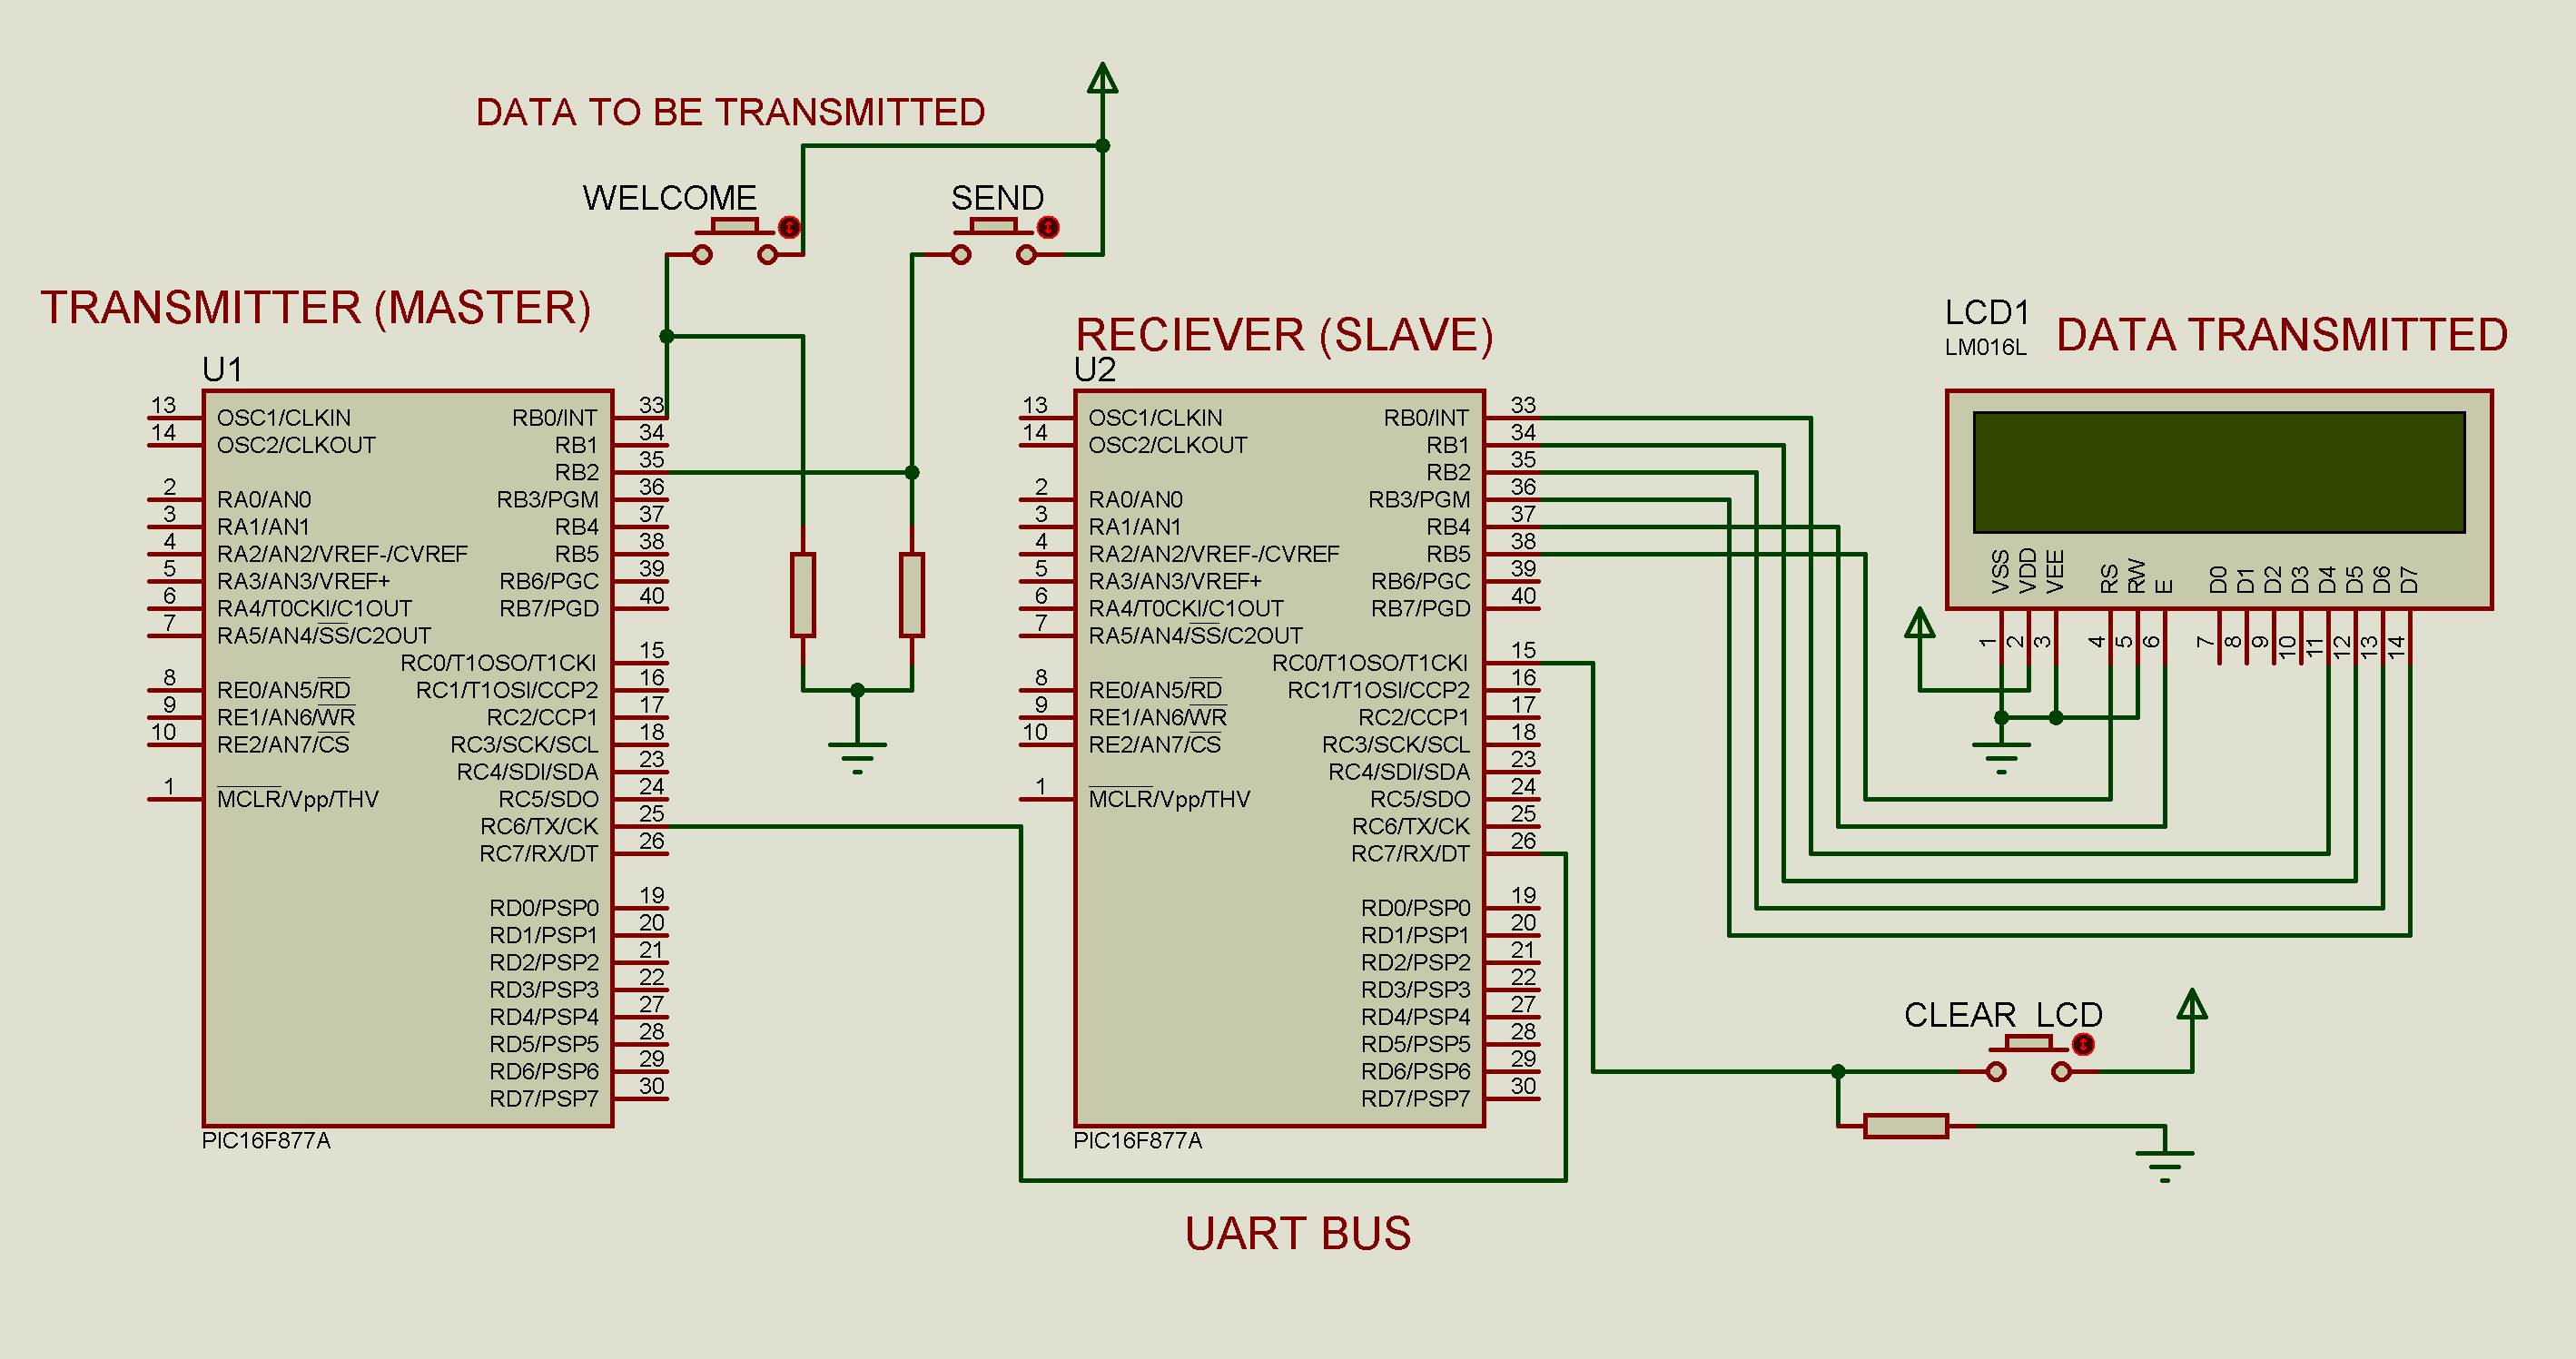 DATA TO BE TRANSMITTED
WELCOME
SEND
TRANSMITTER (MASTER)
U1
13 OSC1/CLKIN
14 OSC2/CLKOUT
2 RA0/AN0
3 RA1/AN1
4 RA2/AN2/VREF-/CVREF
5 RA3/AN3/VREF+
6 RA4/T0CKI/C1OUT
7 RA5/AN4/SS/C2OUT
8 RE0/AN5/RD
9 RE1/AN6/WR
10 RE2/AN7/CS
1 MCLR/Vpp/THV
RB0/INT 33
RB1 34
RB2 35
RB3/PGM 36
RB4 37
RB5 38
RB6/PGC 39
RB7/PGD 40
RC0/T1OSO/T1CKI 15
RC1/T1OSI/CCP2 16
RC2/CCP1 17
RC3/SCK/SCL 18
RC4/SDI/SDA 23
RC5/SDO 24
RC6/TX/CK 25
RC7/RX/DT 26
RD0/PSP0 19
RD1/PSP1 20
RD2/PSP2 21
RD3/PSP3 22
RD4/PSP4 27
RD5/PSP5 28
RD6/PSP6 29
RD7/PSP7 30
PIC16F877A
RECIEVER (SLAVE)
U2
13 OSC1/CLKIN
14 OSC2/CLKOUT
2 RA0/AN0
3 RA1/AN1
4 RA2/AN2/VREF-/CVREF
5 RA3/AN3/VREF+
6 RA4/T0CKI/C1OUT
7 RA5/AN4/SS/C2OUT
8 RE0/AN5/RD
9 RE1/AN6/WR
10 RE2/AN7/CS
1 MCLR/Vpp/THV
RB0/INT 33
RB1 34
RB2 35
RB3/PGM 36
RB4 37
RB5 38
RB6/PGC 39
RB7/PGD 40
RC0/T1OSO/T1CKI 15
RC1/T1OSI/CCP2 16
RC2/CCP1 17
RC3/SCK/SCL 18
RC4/SDI/SDA 23
RC5/SDO 24
RC6/TX/CK 25
RC7/RX/DT 26
RD0/PSP0 19
RD1/PSP1 20
RD2/PSP2 21
RD3/PSP3 22
RD4/PSP4 27
RD5/PSP5 28
RD6/PSP6 29
RD7/PSP7 30
PIC16F877A
LCD1
LM016L
DATA TRANSMITTED
VSS VDD VEE RS RW E D0 D1 D2 D3 D4 D5 D6 D7
1 2 3 4 5 6 7 8 9 10 11 12 13 14
CLEAR LCD
UART BUS